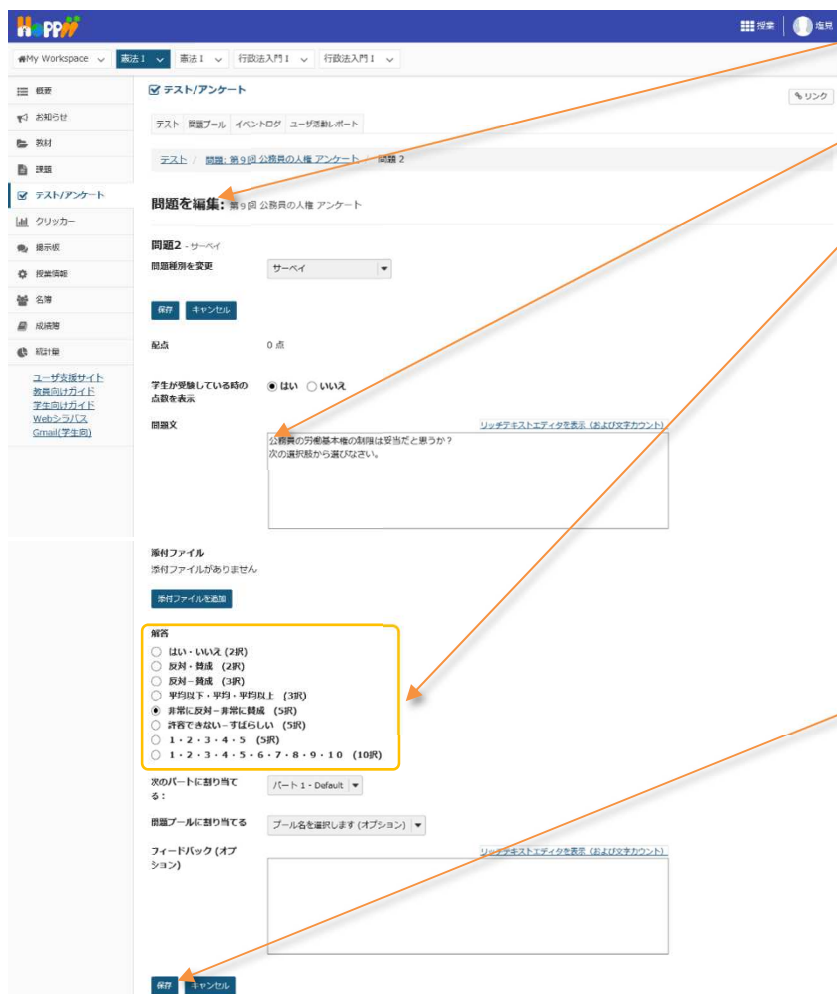 HoppII
授業
塩見
My Workspace
憲法Ⅰ
憲法Ⅰ
行政法入門Ⅰ
行政法入門Ⅰ
概要
お知らせ
教材
課題
テスト/アンケート
クリッカー
掲示板
授業情報
名簿
成績簿
統計量
ユーザ支援サイト
教員向けガイド
学生向けガイド
Webシラバス
Gmail(学生向)
テスト/アンケート
リンク
テスト 問題プール イベントログ ユーザ活動レポート
テスト / 問題: 第9回 公務員の人権 アンケート / 問題 2
問題を編集: 第9回 公務員の人権 アンケート
問題2 - サーベイ
問題種別を変更
サーベイ
保存 キャンセル
配点
0 点
学生が受験している時の
点数を表示
はい いいえ
問題文
リッチテキストエディタを表示（および文字カウント）
公務員の労働基本権の制限は妥当だと思うか？
次の選択肢から選びなさい。
添付ファイル
添付ファイルがありません
添付ファイルを追加
解答
はい・いいえ (2択)
反対・賛成 (2択)
反対－賛成 (3択)
平均以下・平均・平均以上 (3択)
非常に反対－非常に賛成 (5択)
許容できない－すばらしい (5択)
1・2・3・4・5 (5択)
1・2・3・4・5・6・7・8・9・10 (10択)
次のパートに割り当て
る：
パート 1 - Default
問題プールに割り当てる
プール名を選択します (オプション)
フィードバック (オプ
ション)
リッチテキストエディタを表示（および文字カウント）
保存 キャンセル